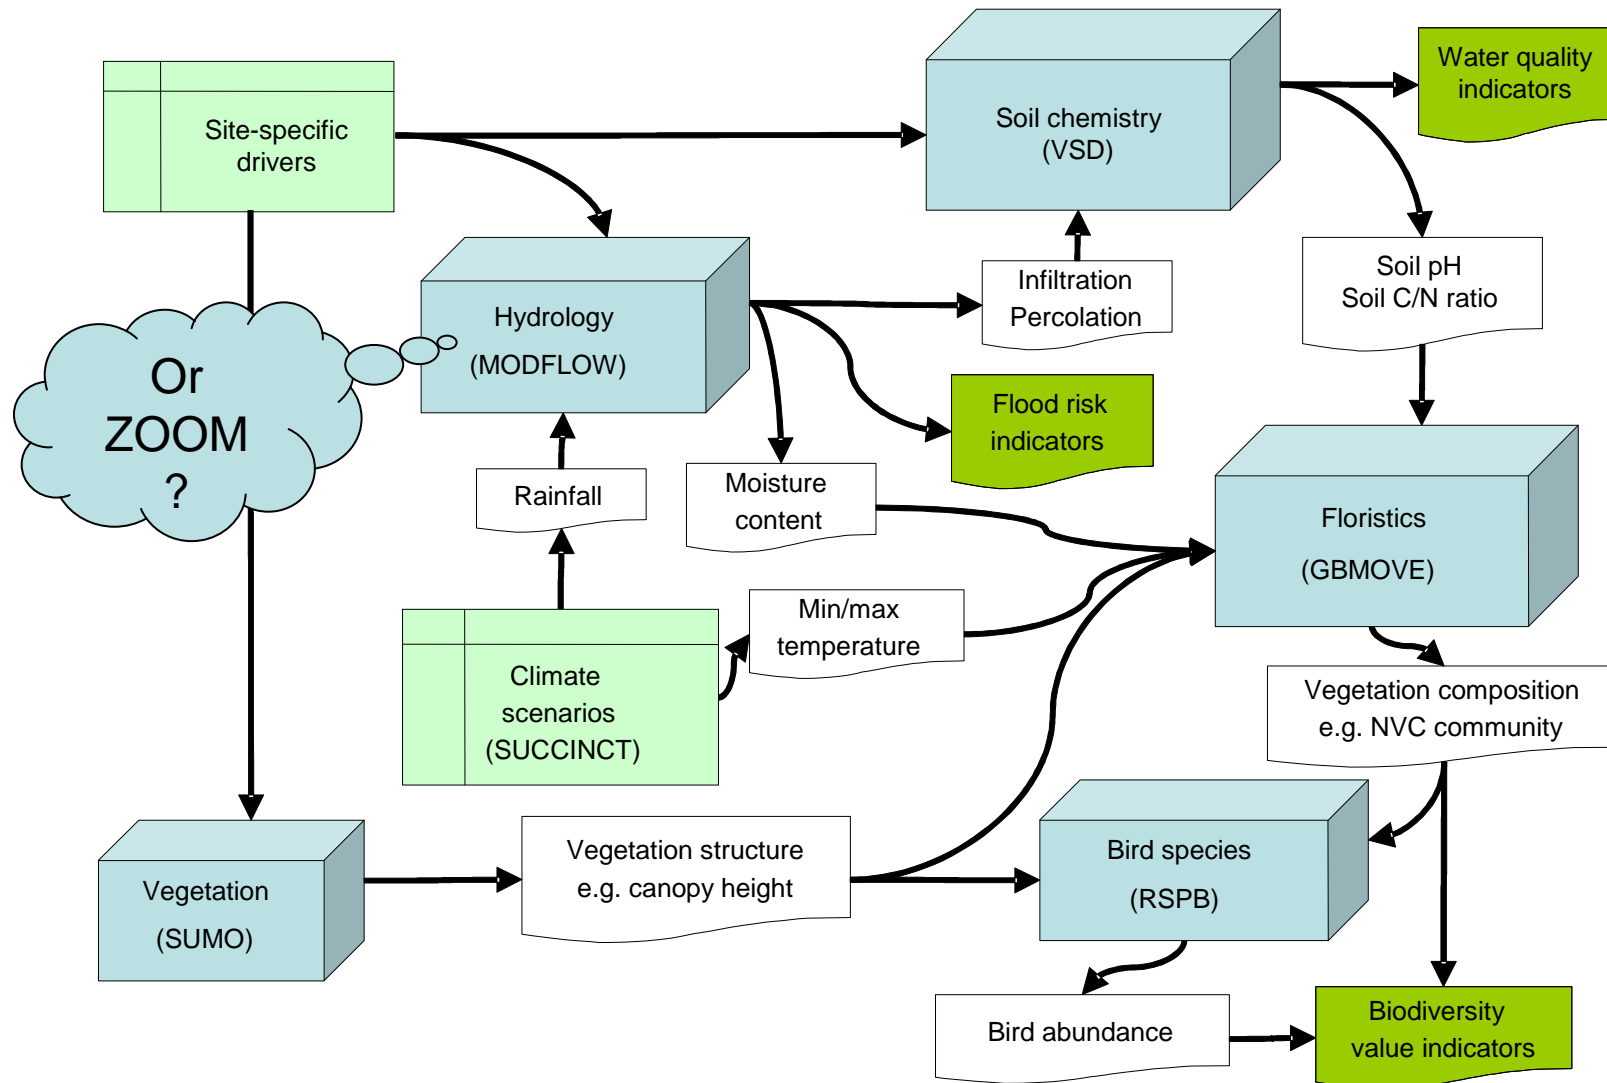 Water quality
indicators
Site-specific
drivers
Soil chemistry
(VSD)
Soil pH
Soil C/N ratio
Infiltration
Percolation
Hydrology
(MODFLOW)
Or
ZOOM
?
Flood risk
indicators
Rainfall
Moisture
content
Floristics
(GBMOVE)
Min/max
temperature
Climate
scenarios
(SUCCINCT)
Vegetation composition
e.g. NVC community
Vegetation structure
e.g. canopy height
Bird species
(RSPB)
Vegetation
(SUMO)
Bird abundance
Biodiversity
value indicators